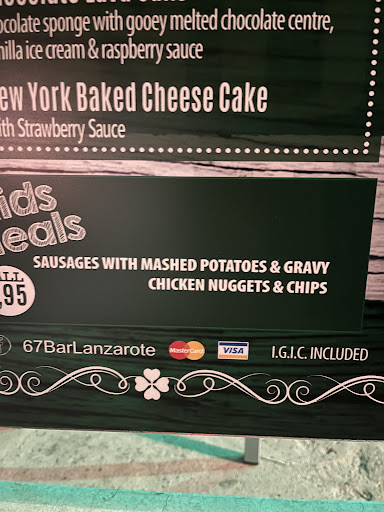 ocolate sponge with gooey melted chocolate centre,
nilla ice cream & raspberry sauce
ew York Baked Cheese Cake
ith Strawberry Sauce
ids
eals
ALL
,95
SAUSAGES WITH MASHED POTATOES & GRAVY
CHICKEN NUGGETS & CHIPS
67BarLanzarote MasterCard VISA I.G.I.C. INCLUDED